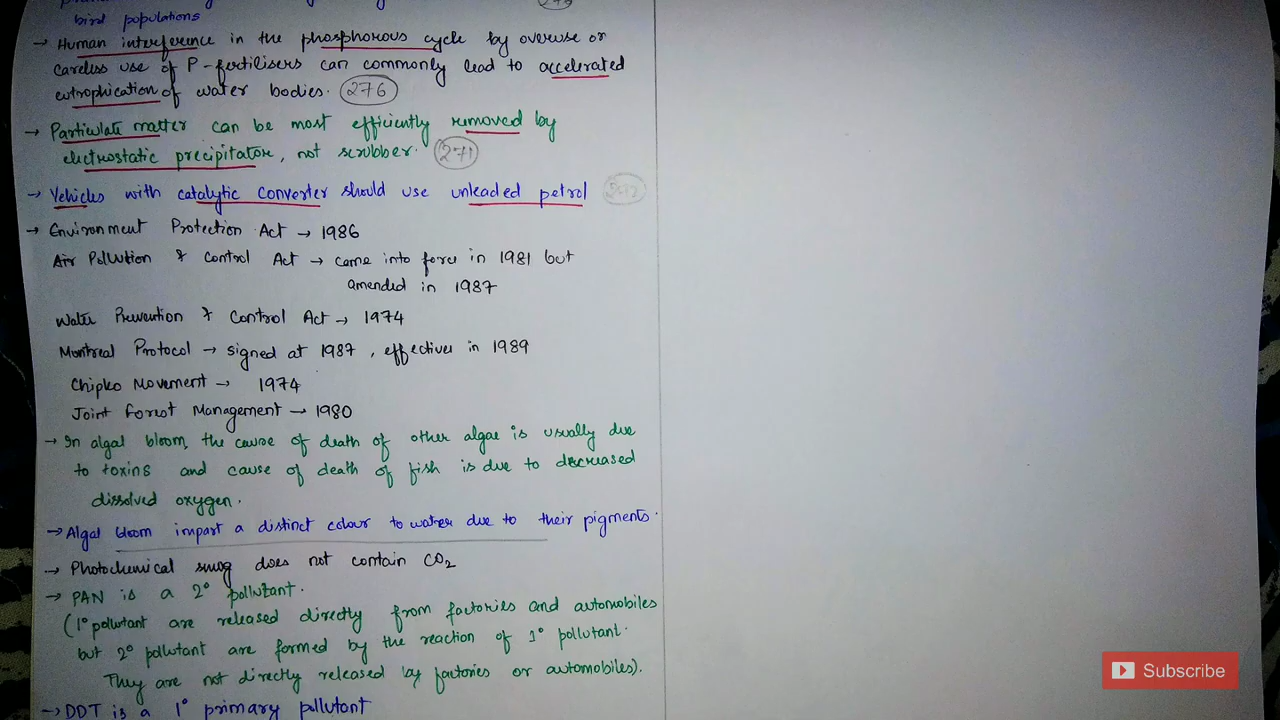 bird populations
→ Human interference in the phosphorous cycle by overuse or
careless use of P-fertilisers can commonly lead to accelerated
eutrophication of water bodies. 276
→ Particulate matter can be most efficiently removed by
electrostatic precipitator, not scrubber. 271
→ Vehicles with catalytic converter should use unleaded petrol
→ Environment Protection Act → 1986
Air Pollution & Control Act → came into force in 1981 but
amended in 1987
Water Prevention & Control Act → 1974
Montreal Protocol → signed at 1987, effective in 1989
Chipko Movement → 1974
Joint Forest Management → 1980
→ In algal bloom, the cause of death of other algae is usually due
to toxins and cause of death of fish is due to decreased
dissolved oxygen.
→ Algal bloom impart a distinct colour to water due to their pigments.
→ Photochemical smog does not contain CO₂
→ PAN is a 2° pollutant.
(1° pollutant are released directly from factories and automobiles
but 2° pollutant are formed by the reaction of 1° pollutant.
They are not directly released by factories or automobiles).
→ DDT is a 1° primary pollutant
Subscribe